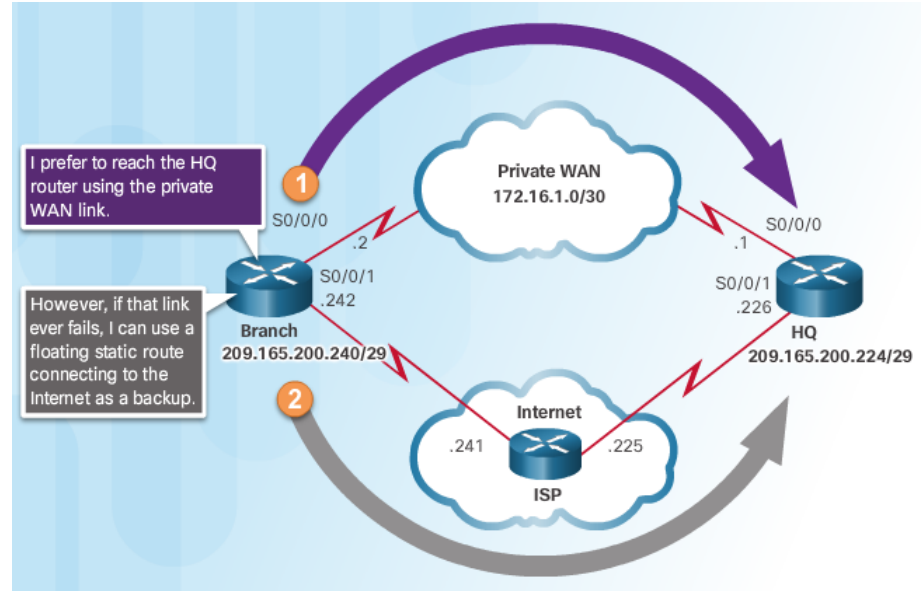 I prefer to reach the HQ
router using the private
WAN link.
1
S0/0/0
.2
Private WAN
172.16.1.0/30
S0/0/0
.1
S0/0/1
.242
S0/0/1
.226
However, if that link
ever fails, I can use a
floating static route
connecting to the
Internet as a backup.
Branch
209.165.200.240/29
HQ
209.165.200.224/29
2
Internet
.241
.225
ISP